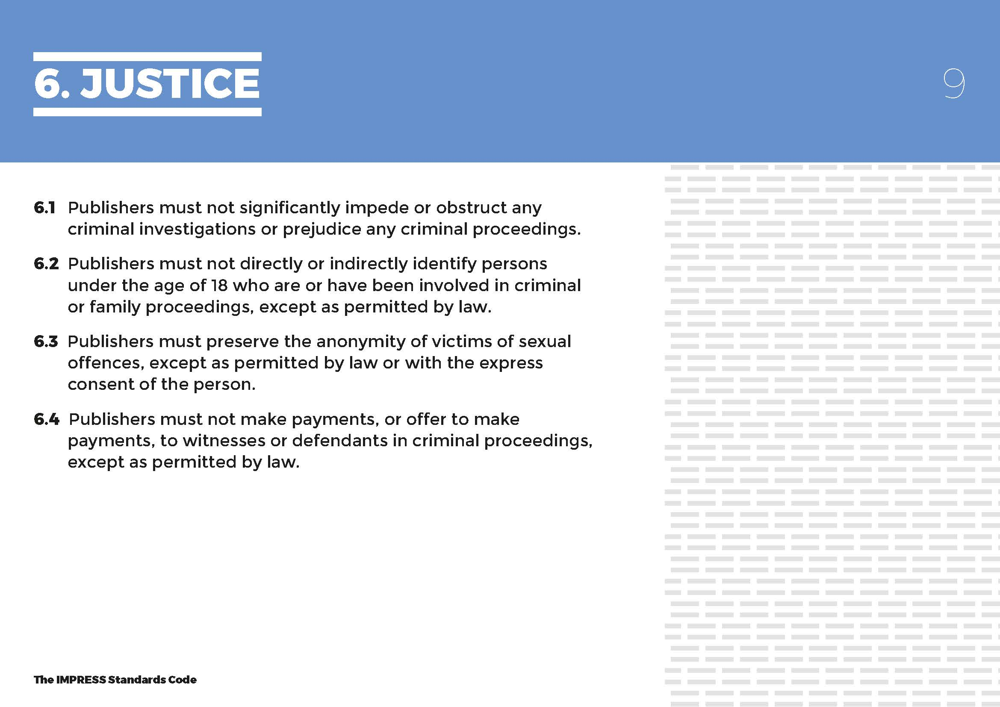 6. JUSTICE
9
6.1 Publishers must not significantly impede or obstruct any
criminal investigations or prejudice any criminal proceedings.
6.2 Publishers must not directly or indirectly identify persons
under the age of 18 who are or have been involved in criminal
or family proceedings, except as permitted by law.
6.3 Publishers must preserve the anonymity of victims of sexual
offences, except as permitted by law or with the express
consent of the person.
6.4 Publishers must not make payments, or offer to make
payments, to witnesses or defendants in criminal proceedings,
except as permitted by law.
The IMPRESS Standards Code